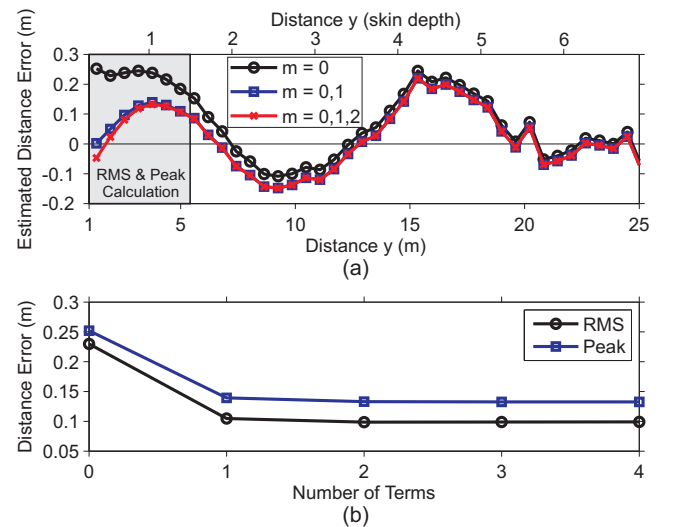 Distance y (skin depth)
1 2 3 4 5 6
Estimated Distance Error (m)
0.3
0.2
0.1
0
-0.1
-0.2
m = 0
m = 0,1
m = 0,1,2
RMS & Peak
Calculation
1 5 10 15 20 25
Distance y (m)
(a)
Distance Error (m)
0.3
0.25
0.2
0.15
0.1
0.05
RMS
Peak
0 1 2 3 4
Number of Terms
(b)